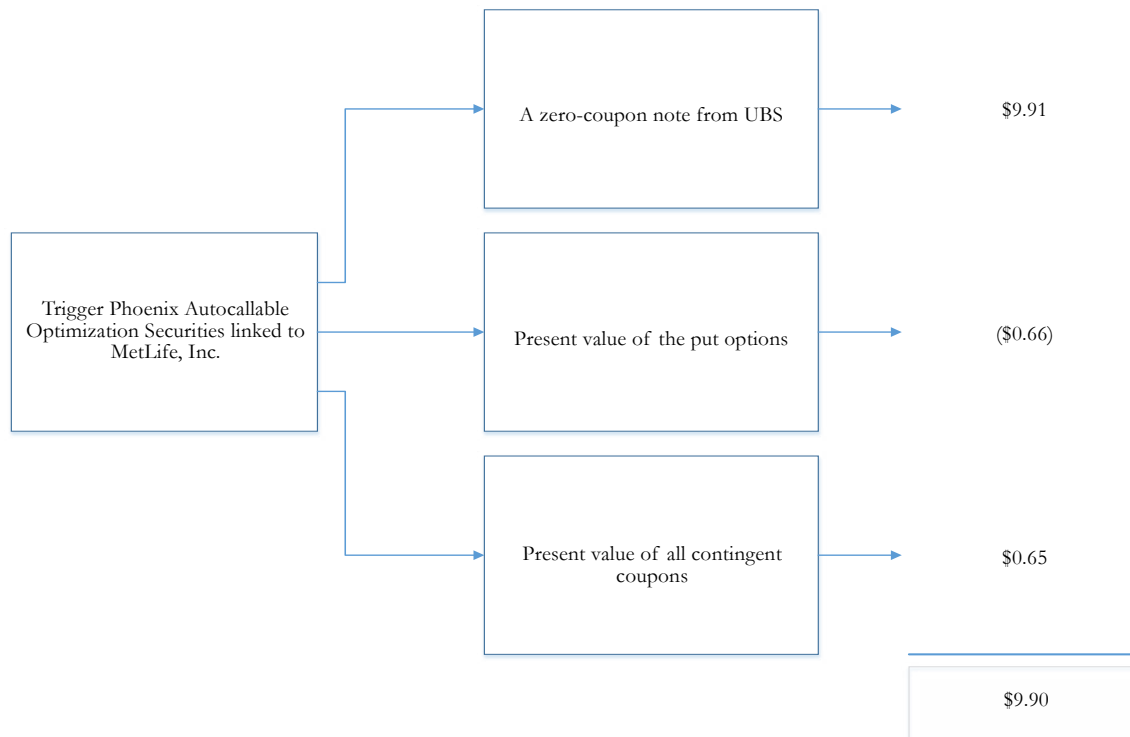 A zero-coupon note from UBS
$9.91
Trigger Phoenix Autocallable
Optimization Securities linked to
MetLife, Inc.
Present value of the put options
($0.66)
Present value of all contingent
coupons
$0.65
$9.90